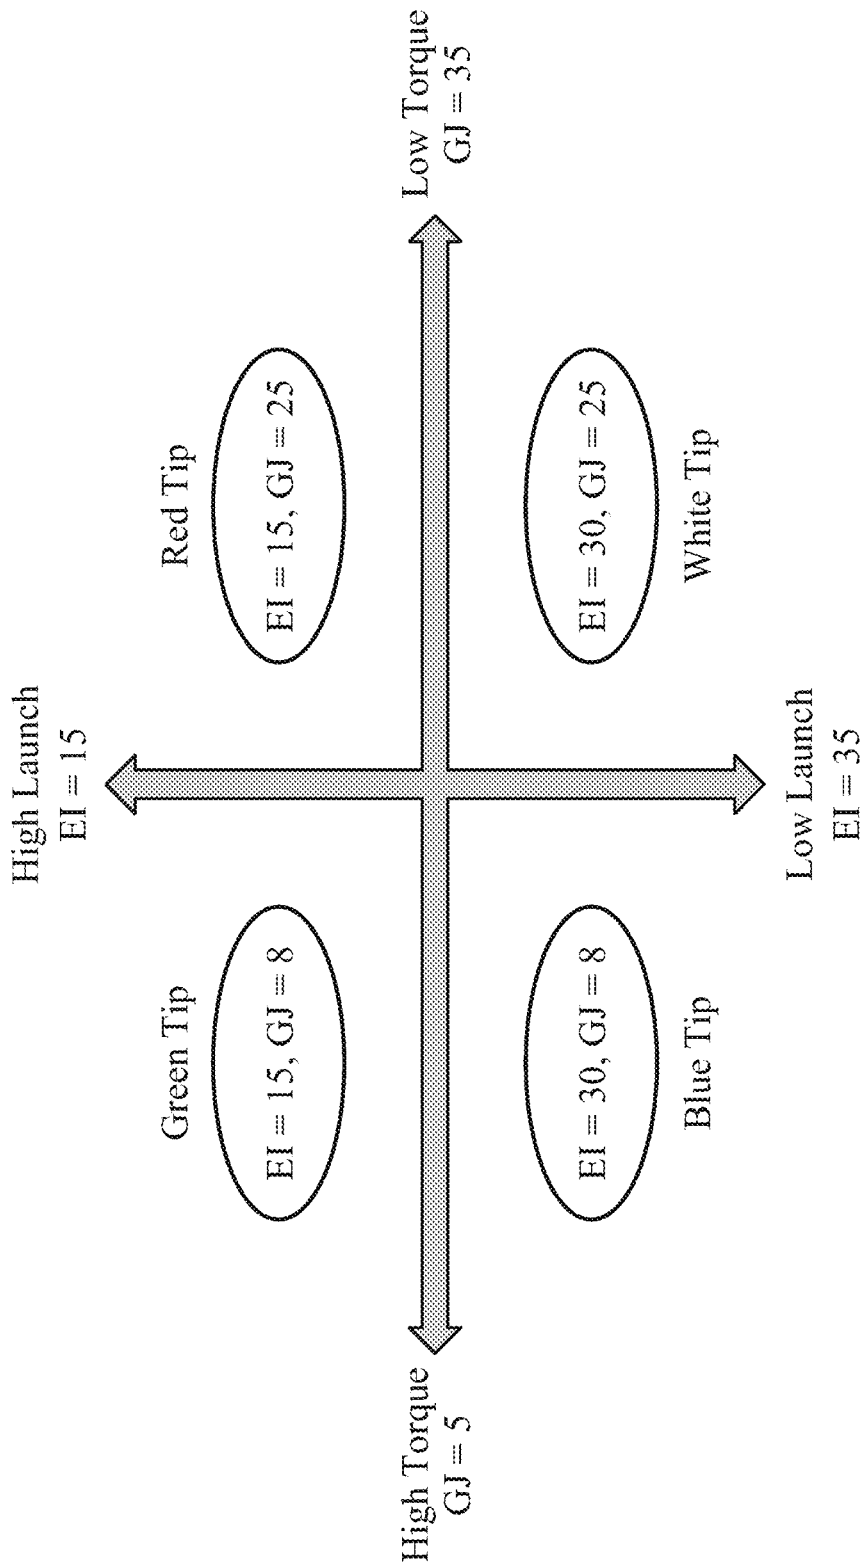 High Launch
EI = 15
Green Tip
EI = 15, GJ = 8
Red Tip
EI = 15, GJ = 25
High Torque
GJ = 5
Low Torque
GJ = 35
EI = 30, GJ = 8
Blue Tip
EI = 30, GJ = 25
White Tip
Low Launch
EI = 35